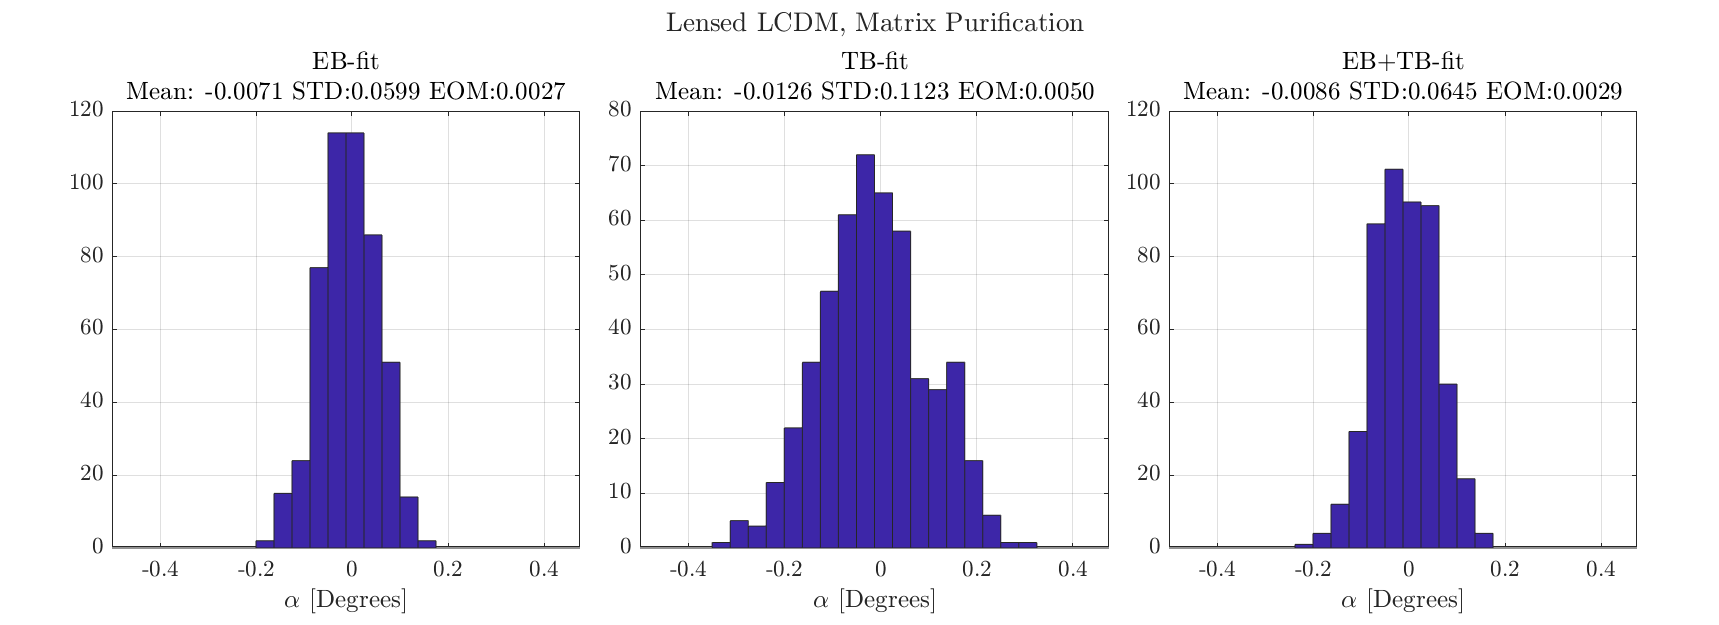 Lensed LCDM, Matrix Purification
EB-fit
Mean: -0.0071 STD:0.0599 EOM:0.0027
120
100
80
60
40
20
0
-0.4 -0.2 0 0.2 0.4
α [Degrees]
TB-fit
Mean: -0.0126 STD:0.1123 EOM:0.0050
80
70
60
50
40
30
20
10
0
-0.4 -0.2 0 0.2 0.4
α [Degrees]
EB+TB-fit
Mean: -0.0086 STD:0.0645 EOM:0.0029
120
100
80
60
40
20
0
-0.4 -0.2 0 0.2 0.4
α [Degrees]